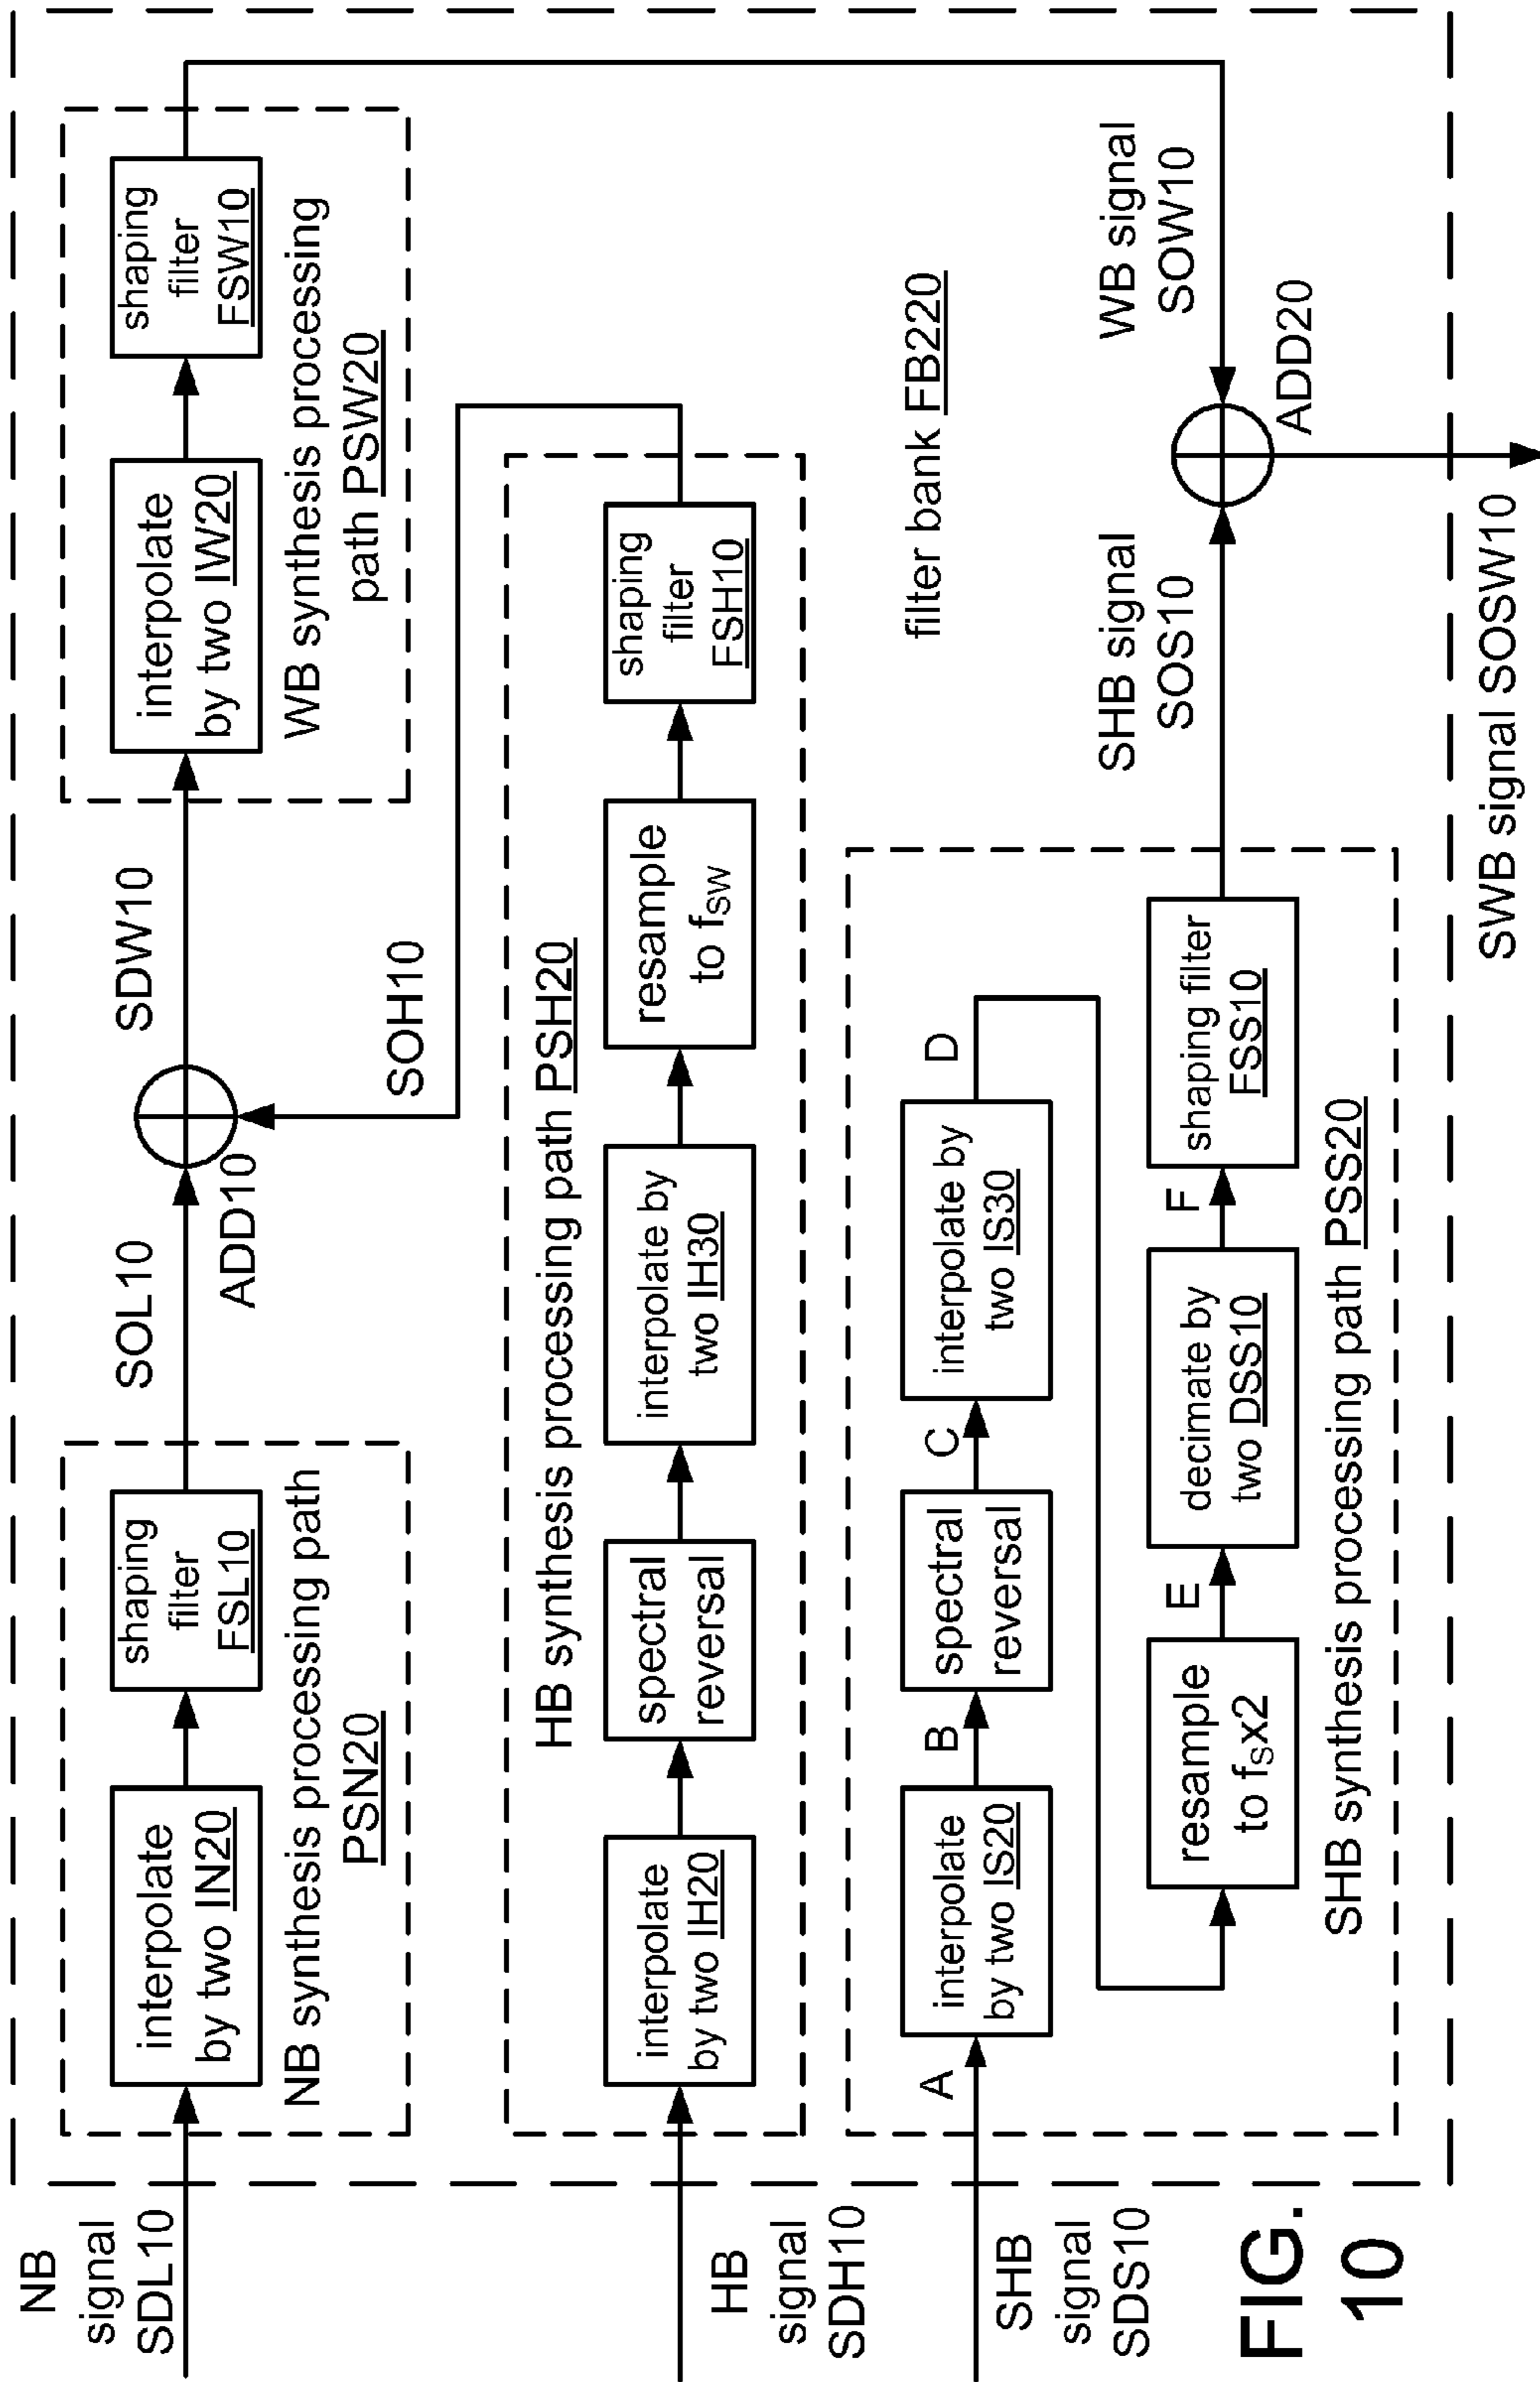 NB
signal
SDL10
interpolate
by two IN20
shaping
filter
FSL10
NB synthesis processing path
PSN20
SOL10
ADD10
SDW10
interpolate
by two IW20
shaping
filter
FSW10
WB synthesis processing
path PSW20
SOH10
HB
signal
SDH10
HB synthesis processing path PSH20
interpolate
by two IH20
spectral
reversal
interpolate by
two IH30
resample
to fSW
shaping
filter
FSH10
filter bank FB220
SHB
signal
SDS10
A
interpolate
by two IS20
B
spectral
reversal
C
interpolate by
two IS30
D
resample
to fSx2
E
decimate by
two DSS10
F
shaping filter
FSS10
SHB synthesis processing path PSS20
SHB signal
SOS10
WB signal
SOW10
ADD20
SWB signal SOSW10
FIG.
10